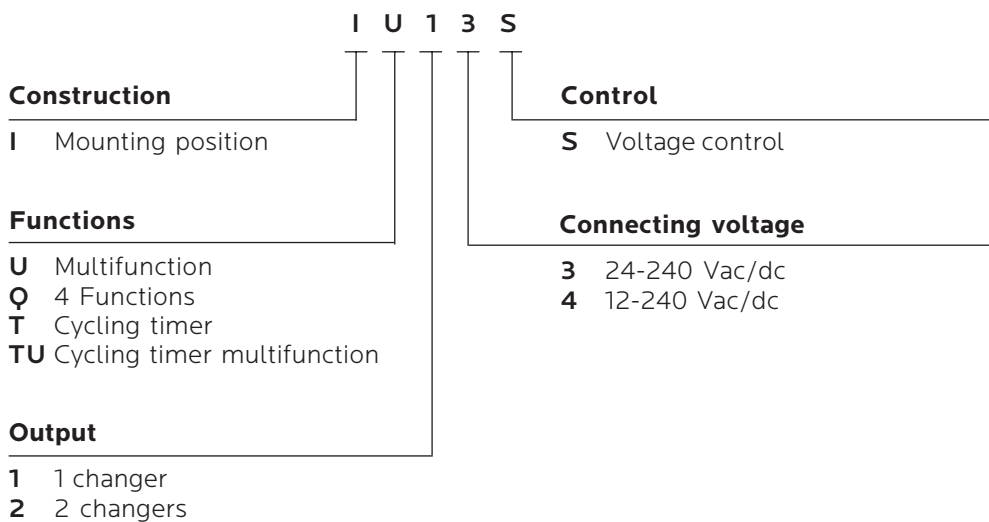 I U 1 3 S
Construction
I Mounting position
Functions
U Multifunction
Q 4 Functions
T Cycling timer
TU Cycling timer multifunction
Output
1 1 changer
2 2 changers
Control
S Voltage control
Connecting voltage
3 24-240 Vac/dc
4 12-240 Vac/dc